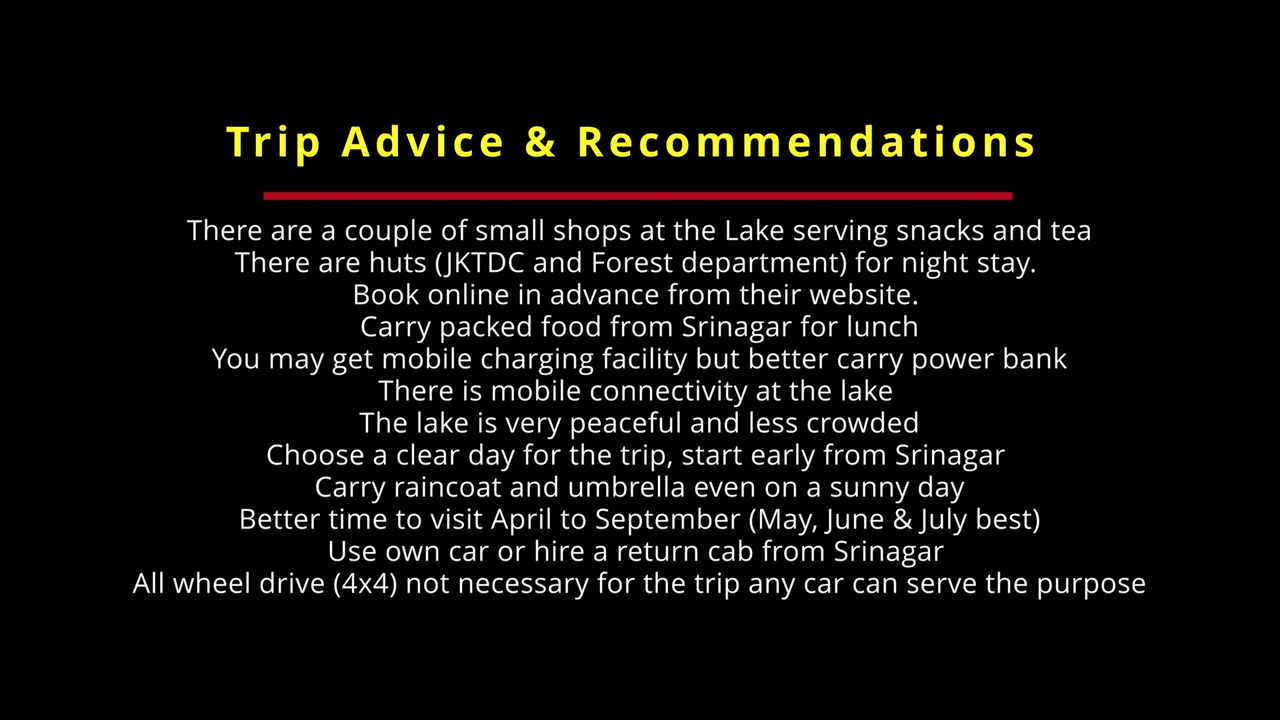 Trip Advice & Recommendations
There are a couple of small shops at the Lake serving snacks and tea
There are huts (JKTDC and Forest department) for night stay.
Book online in advance from their website.
Carry packed food from Srinagar for lunch
You may get mobile charging facility but better carry power bank
There is mobile connectivity at the lake
The lake is very peaceful and less crowded
Choose a clear day for the trip, start early from Srinagar
Carry raincoat and umbrella even on a sunny day
Better time to visit April to September (May, June & July best)
Use own car or hire a return cab from Srinagar
All wheel drive (4x4) not necessary for the trip any car can serve the purpose